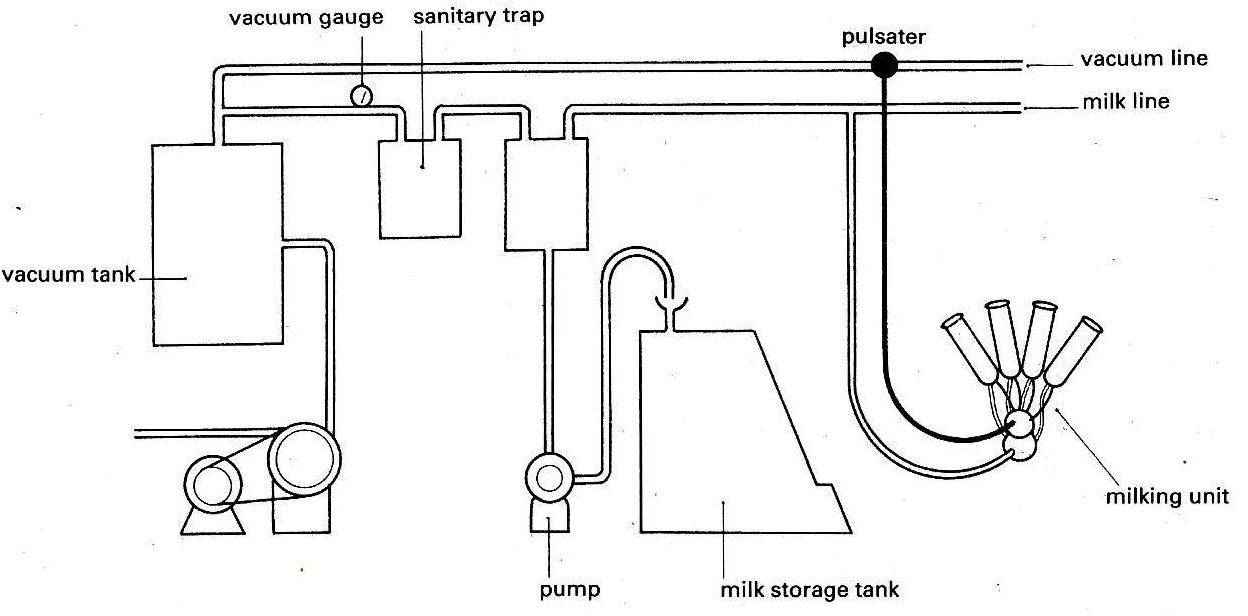 vacuum gauge
sanitary trap
pulsater
vacuum line
milk line
vacuum tank
milking unit
pump
milk storage tank